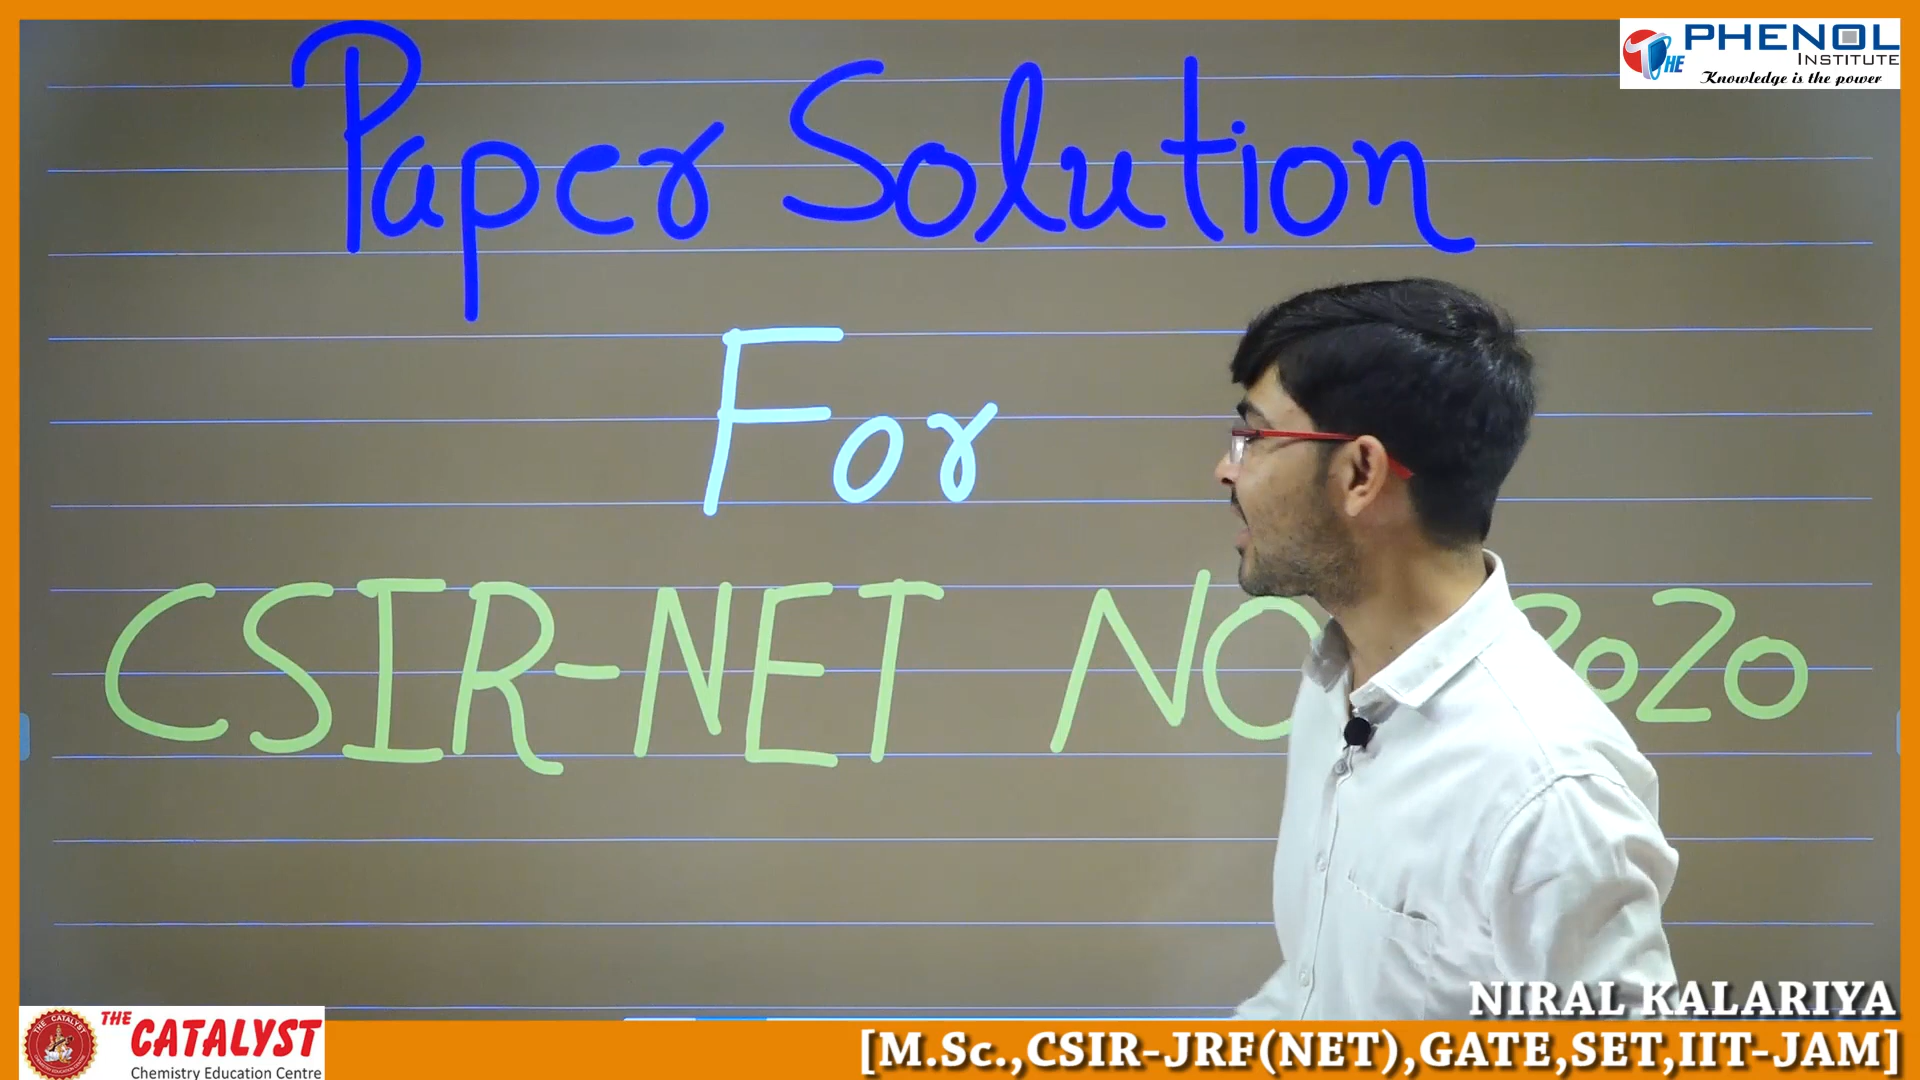 THE
PHENOL
INSTITUTE
Knowledge is the power
Paper Solution
For
CSIR-NET NO 2020
NIRAL KALARIYA
[M.Sc.,CSIR-JRF(NET),GATE,SET,IIT-JAM]
THE CATALYST
Chemistry Education Centre